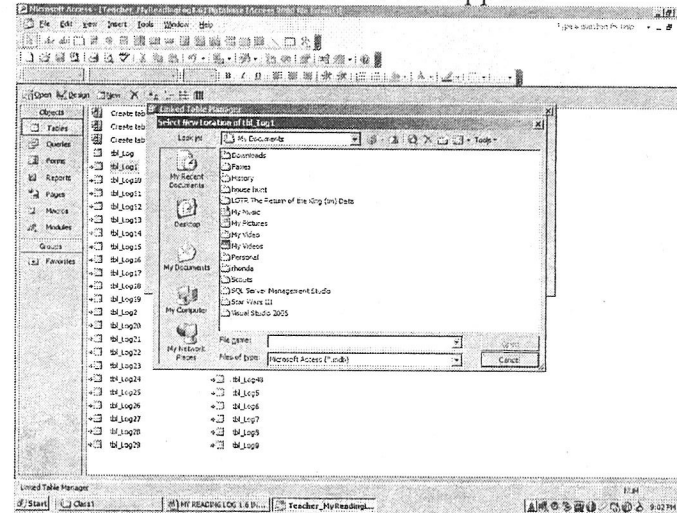 Microsoft Access - [Teacher_MyReadingLog
File Edit View Insert Tools Window Help
Open Design New
Objects
Tables
Queries
Forms
Reports
Pages
Macros
Modules
Groups
Favorites
Create tab
Create tab
Create tab
tbl_Log
tbl_Log1
tbl_Log10
tbl_Log11
tbl_Log12
tbl_Log13
tbl_Log14
tbl_Log15
tbl_Log16
tbl_Log17
tbl_Log18
tbl_Log19
tbl_Log2
tbl_Log20
tbl_Log21
tbl_Log22
tbl_Log23
tbl_Log24
tbl_Log25
tbl_Log26
tbl_Log27
tbl_Log28
tbl_Log29
tbl_Log5
tbl_Log6
tbl_Log7
tbl_Log8
tbl_Log9
Linked Table Manager
Select New Location of tbl_Log1
Look in: My Documents
Tools
My Recent Documents
Desktop
My Documents
My Computer
My Network Places
Downloads
Faxes
History
house hunt
LOTR The Return of the King (tm) Data
My Music
My Pictures
My Video
My Videos
Personal
rhonda
Scouts
SQL Server Management Studio
Star Wars III
Visual Studio 2005
File name:
Files of type: Microsoft Access (*.mdb)
Open
Cancel
Linked Table Manager
NUM
Start
Class1
MY READING LOG 1.6
Teacher_MyReadingL...
9:02 PM